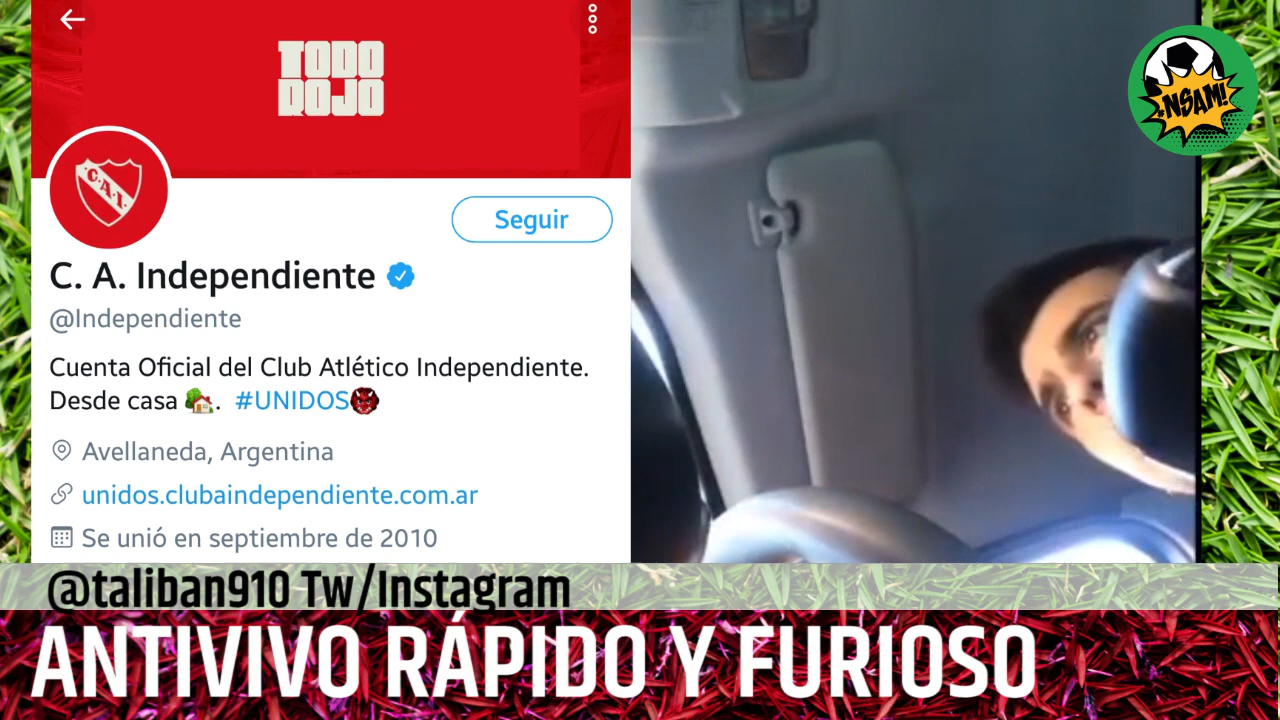 TODO
ROJO
NSAM!
C.A.I.
Seguir
C. A. Independiente
@Independiente
Cuenta Oficial del Club Atlético Independiente.
Desde casa 🏡. #UNIDOS👹
Avellaneda, Argentina
unidos.clubaindependiente.com.ar
Se unió en septiembre de 2010
@taliban910 Tw/Instagram
ANTIVIVO RÁPIDO Y FURIOSO